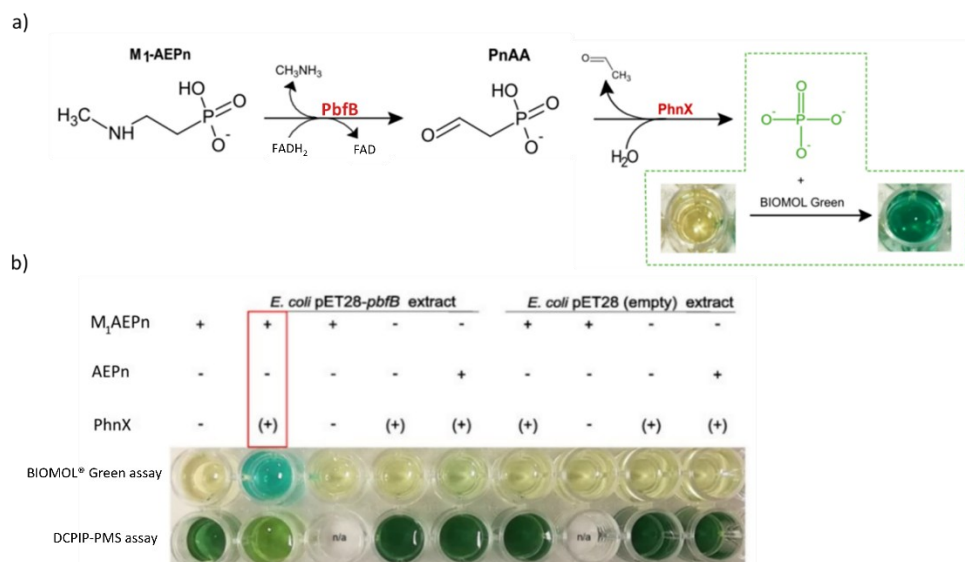 a)
M₁-AEPn
PnAA
CH₃NH₃
PbfB
FADH₂
FAD
H₃C
NH
HO
P
O
O⁻
O
HO
P
O
O⁻
O
CH₃
PhnX
H₂O
O
O⁻
P
O⁻
O⁻
+
BIOMOL Green
b)
E. coli pET28-pbfB extract
E. coli pET28 (empty) extract
M₁AEPn + + + - - + + - -
AEPn - - - - + - - - +
PhnX - (+) - (+) (+) (+) - (+) (+)
BIOMOL® Green assay
DCPIP-PMS assay n/a n/a